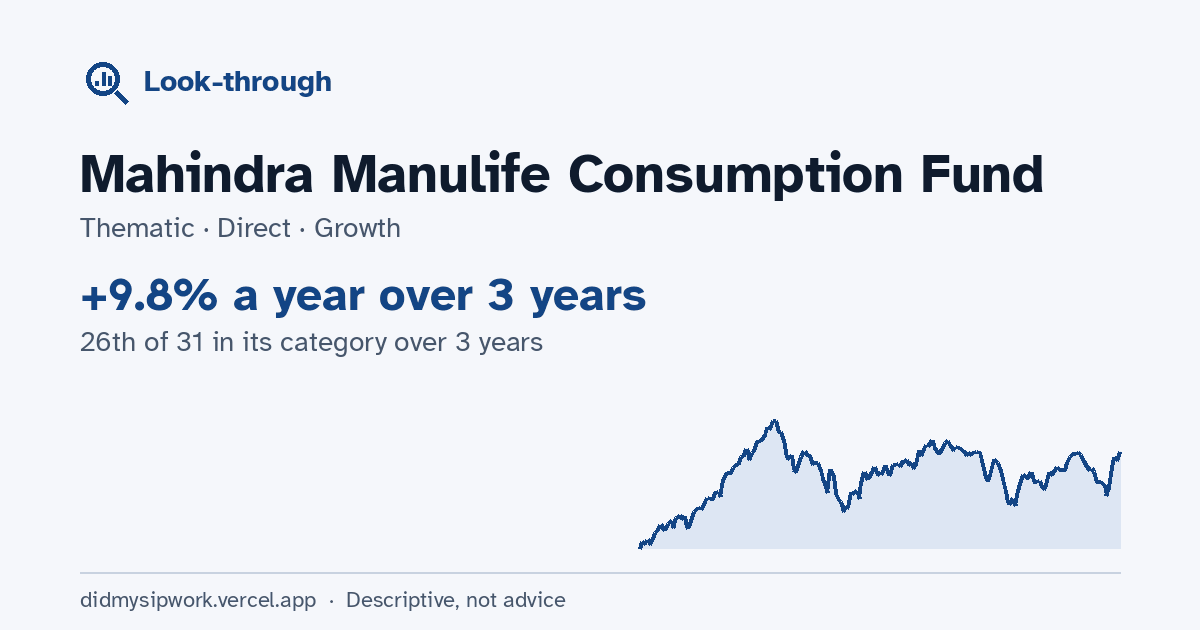 Look-through
Mahindra Manulife Consumption Fund
Thematic · Direct · Growth
+9.8% a year over 3 years
26th of 31 in its category over 3 years
didmysipwork.vercel.app · Descriptive, not advice